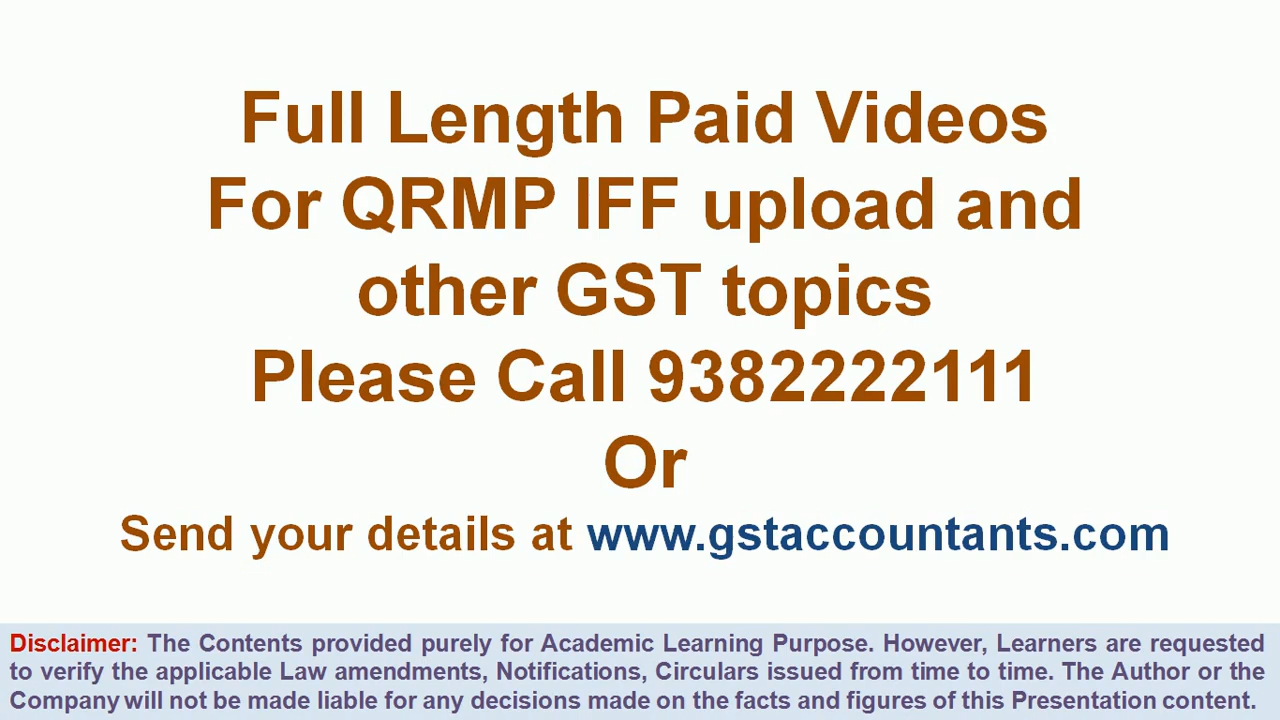 Full Length Paid Videos
For QRMP IFF upload and
other GST topics
Please Call 9382222111
Or
Send your details at www.gstaccountants.com
Disclaimer: The Contents provided purely for Academic Learning Purpose. However, Learners are requested
to verify the applicable Law amendments, Notifications, Circulars issued from time to time. The Author or the
Company will not be made liable for any decisions made on the facts and figures of this Presentation content.